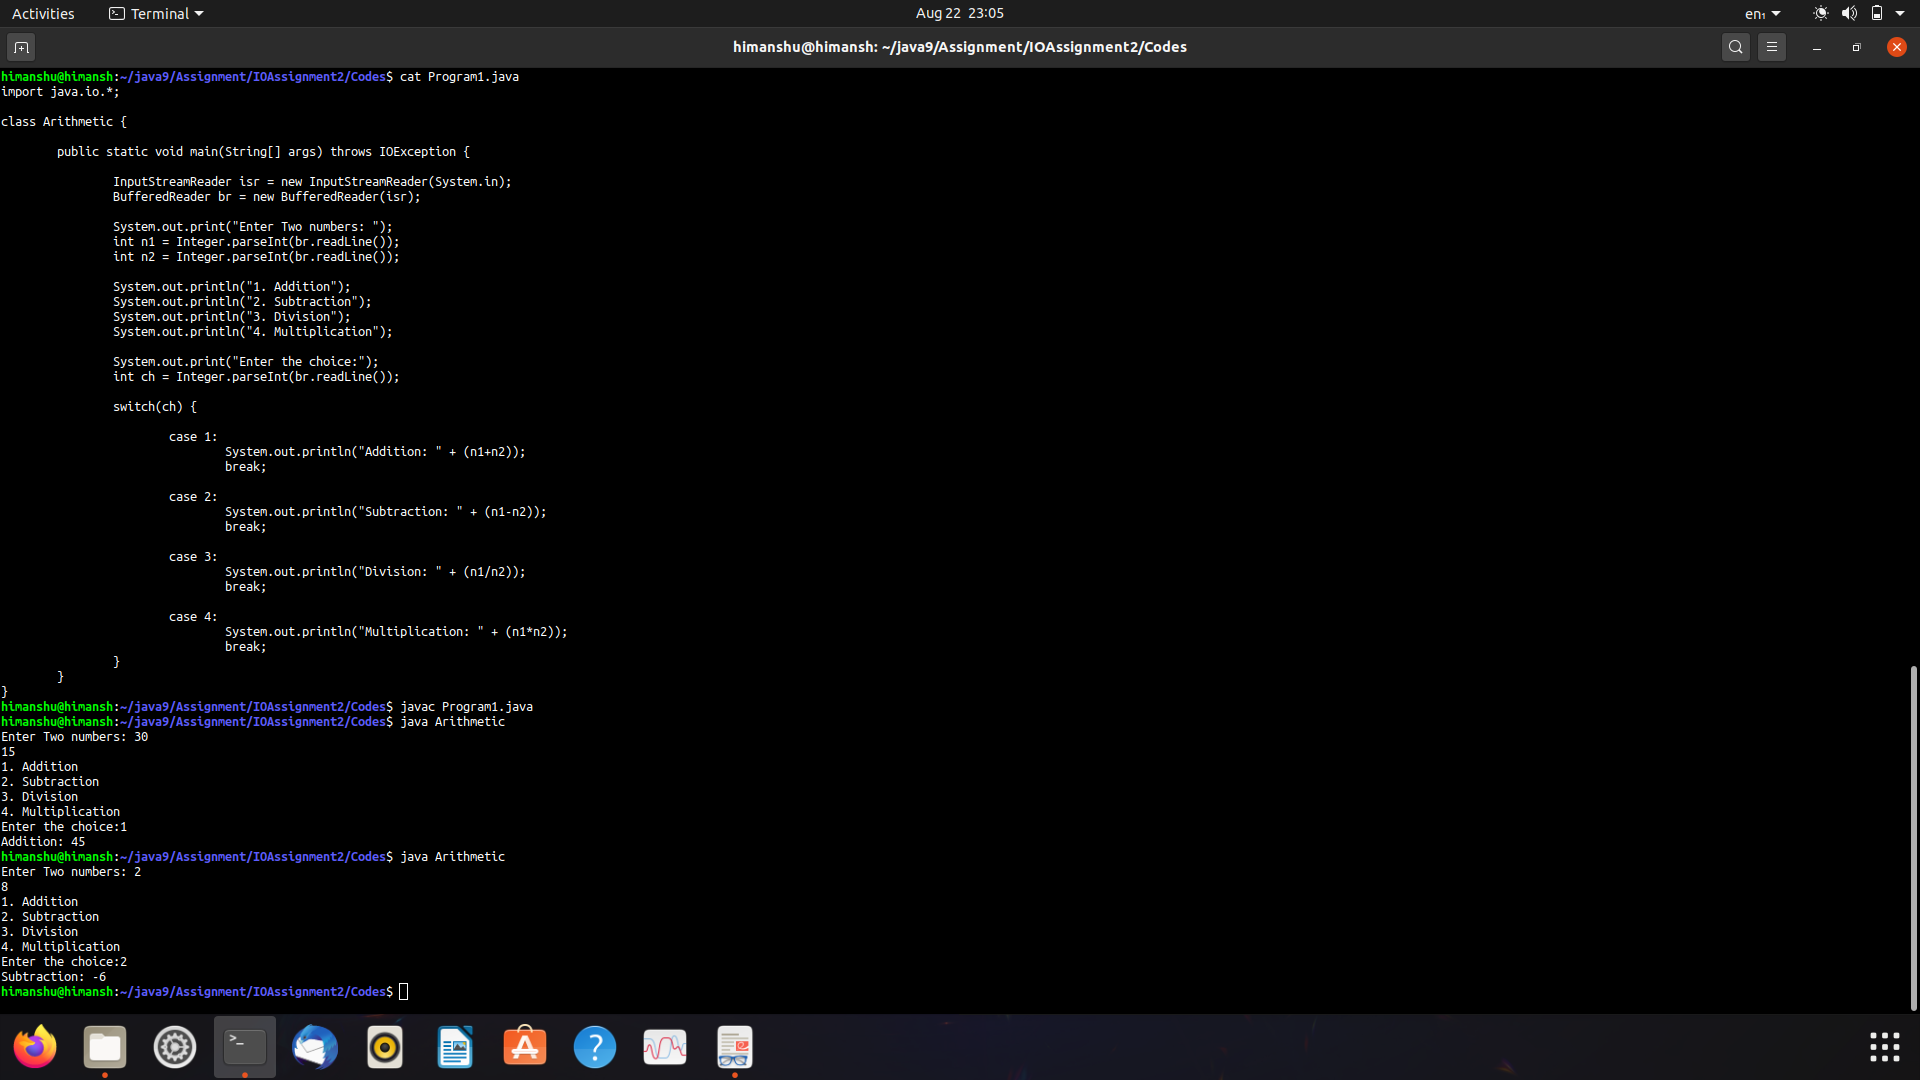 Activities Terminal Aug 22 23:05 en₁
himanshu@himansh: ~/java9/Assignment/IOAssignment2/Codes
himanshu@himansh:~/java9/Assignment/IOAssignment2/Codes$ cat Program1.java
import java.io.*;
class Arithmetic {
public static void main(String[] args) throws IOException {
InputStreamReader isr = new InputStreamReader(System.in);
BufferedReader br = new BufferedReader(isr);
System.out.print("Enter Two numbers: ");
int n1 = Integer.parseInt(br.readLine());
int n2 = Integer.parseInt(br.readLine());
System.out.println("1. Addition");
System.out.println("2. Subtraction");
System.out.println("3. Division");
System.out.println("4. Multiplication");
System.out.print("Enter the choice:");
int ch = Integer.parseInt(br.readLine());
switch(ch) {
case 1:
System.out.println("Addition: " + (n1+n2));
break;
case 2:
System.out.println("Subtraction: " + (n1-n2));
break;
case 3:
System.out.println("Division: " + (n1/n2));
break;
case 4:
System.out.println("Multiplication: " + (n1*n2));
break;
}
}
}
himanshu@himansh:~/java9/Assignment/IOAssignment2/Codes$ javac Program1.java
himanshu@himansh:~/java9/Assignment/IOAssignment2/Codes$ java Arithmetic
Enter Two numbers: 30
15
1. Addition
2. Subtraction
3. Division
4. Multiplication
Enter the choice:1
Addition: 45
himanshu@himansh:~/java9/Assignment/IOAssignment2/Codes$ java Arithmetic
Enter Two numbers: 2
8
1. Addition
2. Subtraction
3. Division
4. Multiplication
Enter the choice:2
Subtraction: -6
himanshu@himansh:~/java9/Assignment/IOAssignment2/Codes$